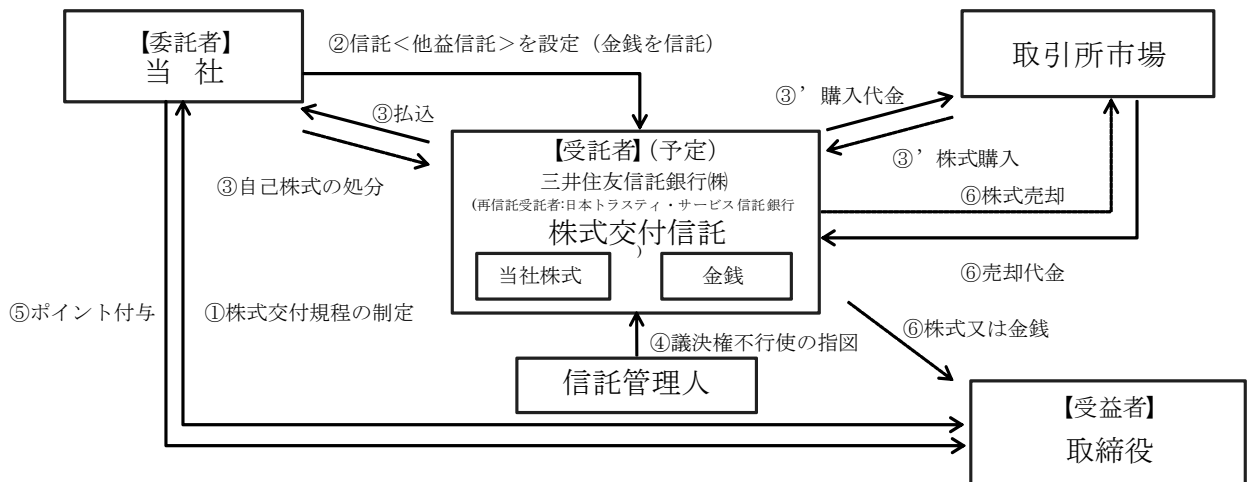 【委託者】
当 社
②信託<他益信託>を設定（金銭を信託）
取引所市場
③払込
③’購入代金
③自己株式の処分
【受託者】(予定)
三井住友信託銀行㈱
(再信託受託者:日本トラスティ・サービス信託銀行
株式交付信託
)
③’株式購入
⑥株式売却
当社株式
金銭
⑥売却代金
⑤ポイント付与
①株式交付規程の制定
④議決権不行使の指図
⑥株式又は金銭
信託管理人
【受益者】
取締役